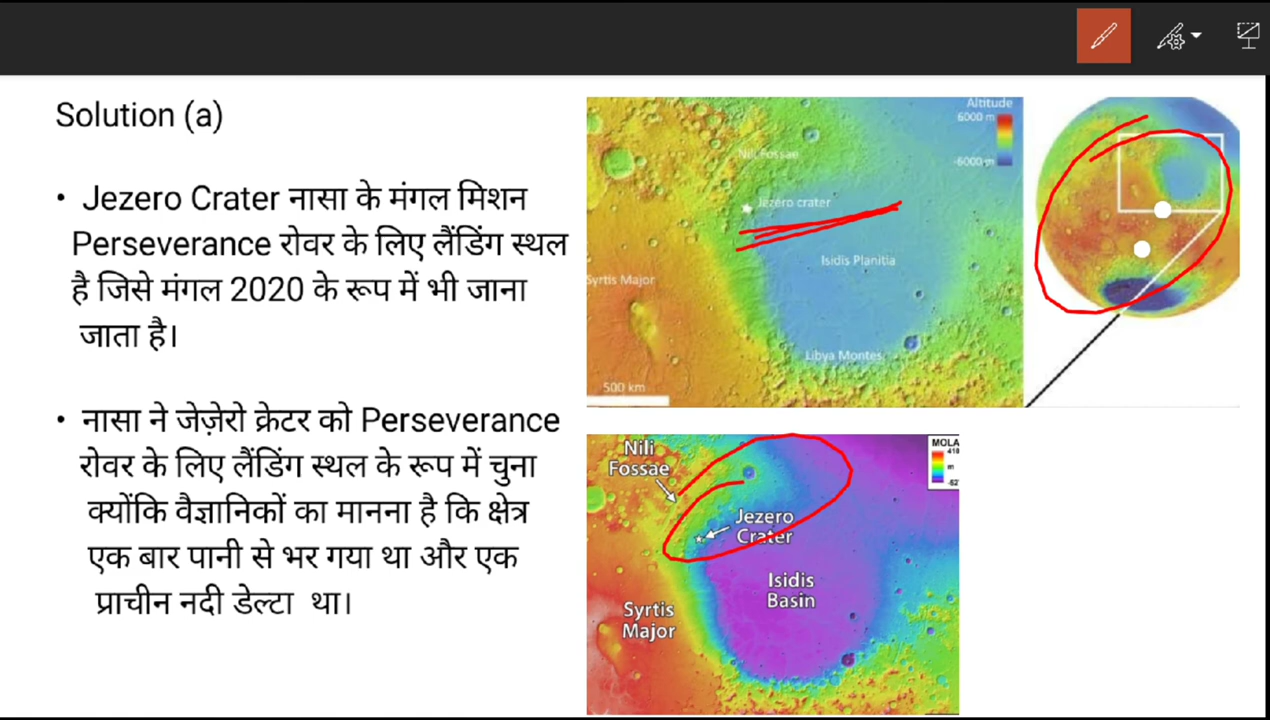 Solution (a)
• Jezero Crater नासा के मंगल मिशन
Perseverance रोवर के लिए लैंडिंग स्थल
है जिसे मंगल 2020 के रूप में भी जाना
जाता है।
• नासा ने जेज़ेरो क्रेटर को Perseverance
रोवर के लिए लैंडिंग स्थल के रूप में चुना
क्योंकि वैज्ञानिकों का मानना है कि क्षेत्र
एक बार पानी से भर गया था और एक
प्राचीन नदी डेल्टा था।
Altitude
6000 m
-6000 m
Nili Fossae
Jezero crater
Isidis Planitia
Syrtis Major
Libya Montes
500 km
Nili
Fossae
MOLA
m
Jezero
Crater
Isidis
Basin
Syrtis
Major